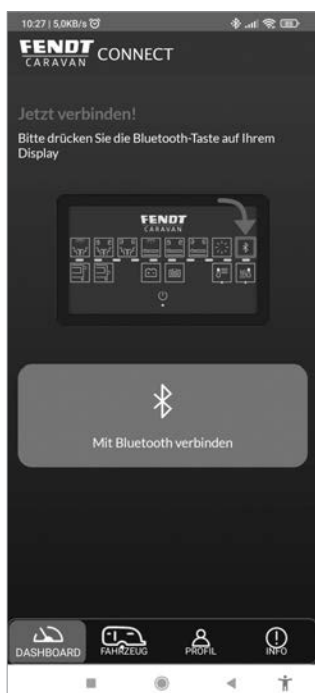 10:27 | 5,0KB/s
FENDT CONNECT
CARAVAN
Jetzt verbinden!
Bitte drücken Sie die Bluetooth-Taste auf Ihrem
Display
FENDT
CARAVAN
Mit Bluetooth verbinden
DASHBOARD FAHRZEUG PROFIL INFO